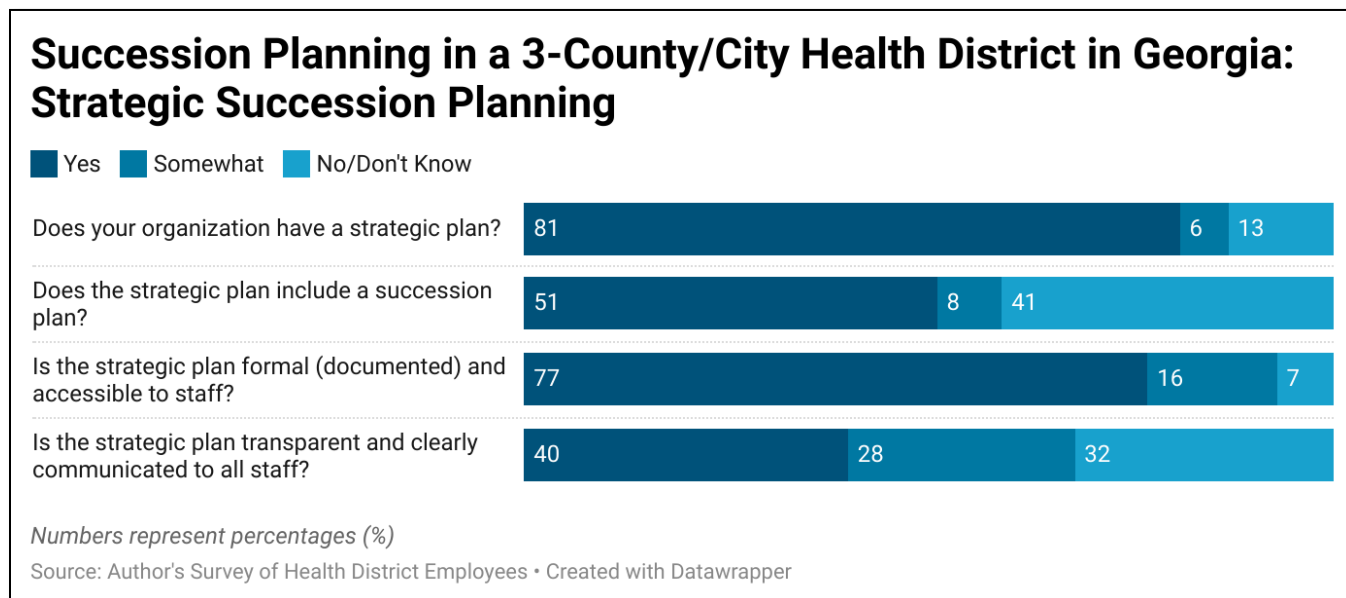 Succession Planning in a 3-County/City Health District in Georgia:
Strategic Succession Planning
Yes Somewhat No/Don't Know
Does your organization have a strategic plan? 81 6 13
Does the strategic plan include a succession
plan?
51 8 41
Is the strategic plan formal (documented) and
accessible to staff?
77 16 7
Is the strategic plan transparent and clearly
communicated to all staff?
40 28 32
Numbers represent percentages (%)
Source: Author's Survey of Health District Employees • Created with Datawrapper